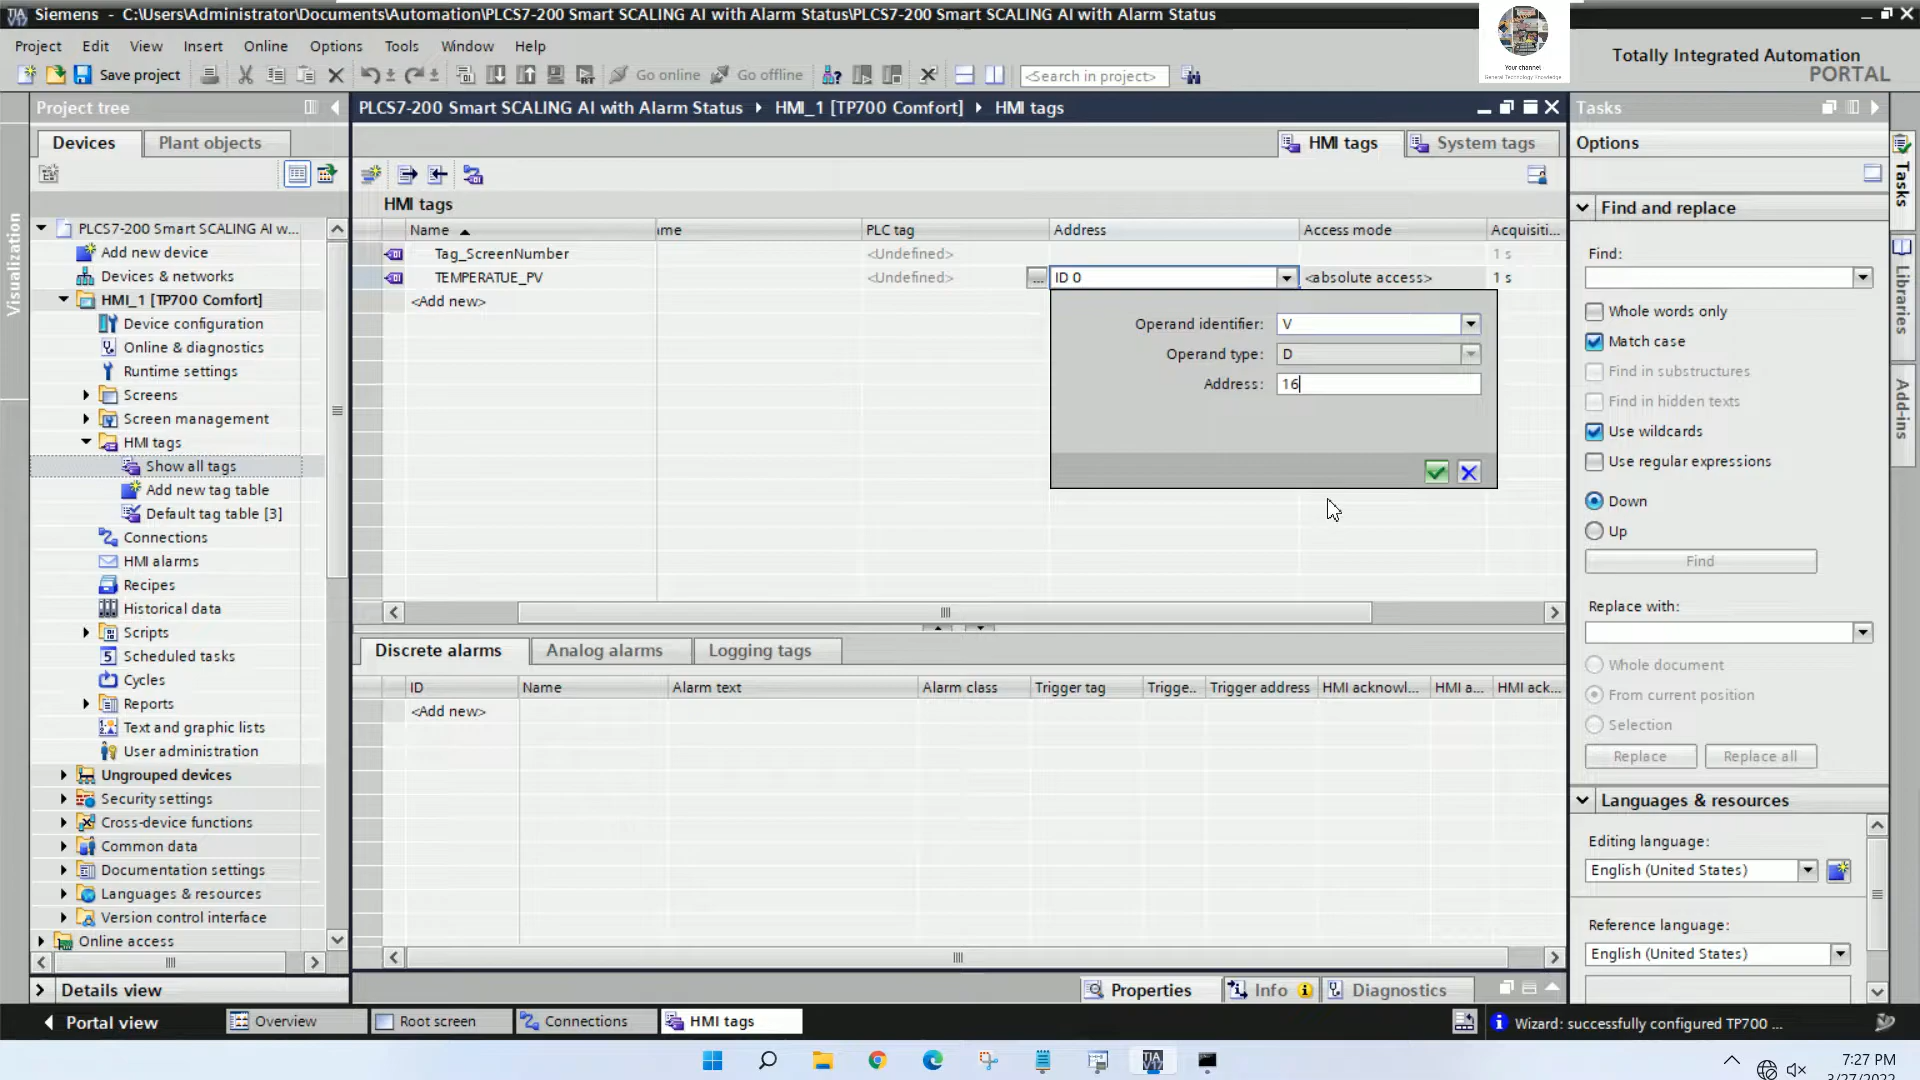 Siemens - C:\Users\Administrator\Documents\Automation\PLCS7-200 Smart SCALING AI with Alarm Status\PLCS7-200 Smart SCALING AI with Alarm Status
Project Edit View Insert Online Options Tools Window Help
Your channel
General Technology Knowledge
Totally Integrated Automation
PORTAL
Save project
Go online
Go offline
<Search in project>
Project tree
PLCS7-200 Smart SCALING AI with Alarm Status HMI_1 [TP700 Comfort] HMI tags
Tasks
Devices
Plant objects
HMI tags
System tags
Options
HMI tags
Find and replace
Name me PLC tag Address Access mode Acquisiti...
Tag_ScreenNumber <Undefined> 1 s
TEMPERATUE_PV <Undefined> ... ID 0 <absolute access> 1 s
<Add new>
Operand identifier: V
Operand type: D
Address: 16
PLCS7-200 Smart SCALING AI w...
Add new device
Devices & networks
HMI_1 [TP700 Comfort]
Device configuration
Online & diagnostics
Runtime settings
Screens
Screen management
HMI tags
Show all tags
Add new tag table
Default tag table [3]
Connections
HMI alarms
Recipes
Historical data
Scripts
5 Scheduled tasks
Cycles
Reports
Text and graphic lists
User administration
Ungrouped devices
Security settings
Cross-device functions
Common data
Documentation settings
Languages & resources
Version control interface
Online access
Details view
Visualization
Discrete alarms
Analog alarms
Logging tags
ID Name Alarm text Alarm class Trigger tag Trigge.. Trigger address HMI acknowl... HMI a... HMI ack...
<Add new>
Find:
Whole words only
Match case
Find in substructures
Find in hidden texts
Use wildcards
Use regular expressions
Down
Up
Find
Replace with:
Whole document
From current position
Selection
Replace
Replace all
Languages & resources
Editing language:
English (United States)
Reference language:
English (United States)
Tasks
Libraries
Add-ins
Properties
Info
Diagnostics
Portal view
Overview
Root screen
Connections
HMI tags
Wizard: successfully configured TP700 ...
TIA
V17
7:27 PM
3/27/2022